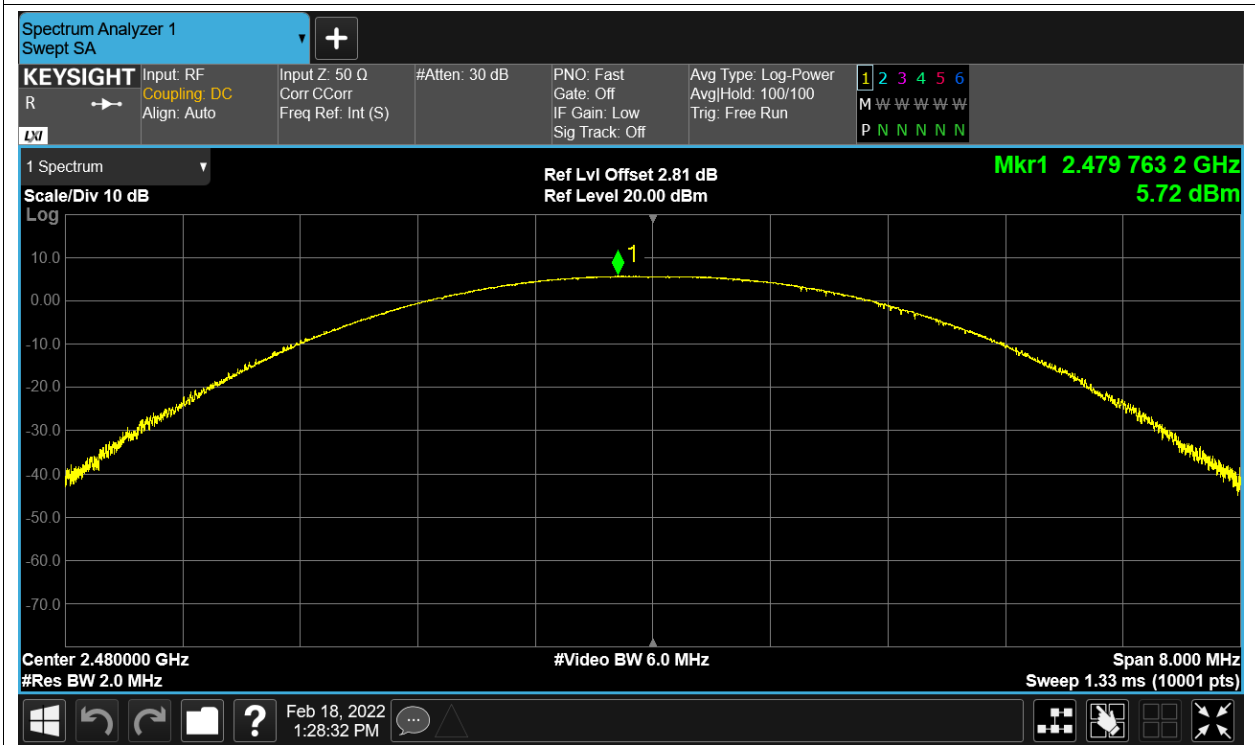 Spectrum Analyzer 1
Swept SA
+
KEYSIGHT
R
LXI
Input: RF
Coupling: DC
Align: Auto
Input Z: 50 Ω
Corr CCorr
Freq Ref: Int (S)
#Atten: 30 dB
PNO: Fast
Gate: Off
IF Gain: Low
Sig Track: Off
Avg Type: Log-Power
Avg|Hold: 100/100
Trig: Free Run
1 2 3 4 5 6
M W W W W W
P N N N N N
1 Spectrum
Scale/Div 10 dB
Log
Ref Lvl Offset 2.81 dB
Ref Level 20.00 dBm
Mkr1 2.479 763 2 GHz
5.72 dBm
1
10.0
0.00
-10.0
-20.0
-30.0
-40.0
-50.0
-60.0
-70.0
Center 2.480000 GHz
#Res BW 2.0 MHz
#Video BW 6.0 MHz
Span 8.000 MHz
Sweep 1.33 ms (10001 pts)
?
Feb 18, 2022
1:28:32 PM